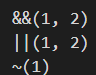 &&(1, 2)
||(1, 2)
~(1)